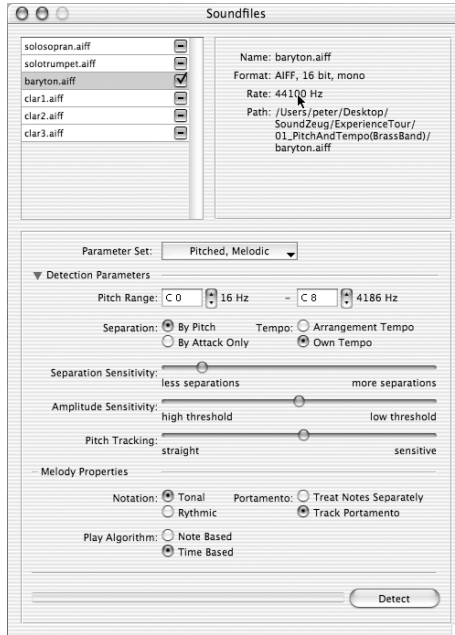 Soundfiles
solosopran.aiff
solotrumpet.aiff
baryton.aiff
clar1.aiff
clar2.aiff
clar3.aiff
Name: baryton.aiff
Format: AIFF, 16 bit, mono
Rate: 44100 Hz
Path: /Users/peter/Desktop/
SoundZeug/ExperienceTour/
01_PitchAndTempo(BrassBand)/
baryton.aiff
Parameter Set: Pitched, Melodic
Detection Parameters
Pitch Range: C 0 16 Hz - C 8 4186 Hz
Separation: By Pitch Tempo: Arrangement Tempo
By Attack Only Own Tempo
Separation Sensitivity:
less separations more separations
Amplitude Sensitivity:
high threshold low threshold
Pitch Tracking:
straight sensitive
Melody Properties
Notation: Tonal Portamento: Treat Notes Separately
Rythmic Track Portamento
Play Algorithm: Note Based
Time Based
Detect